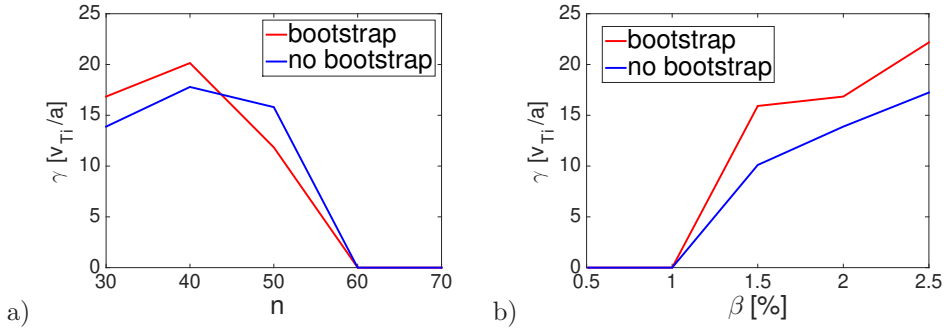 bootstrap
no bootstrap
γ [v_Ti/a]
25
20
15
10
5
0
30 40 50 60 70
n
a)
bootstrap
no bootstrap
γ [v_Ti/a]
25
20
15
10
5
0
0.5 1 1.5 2 2.5
β [%]
b)